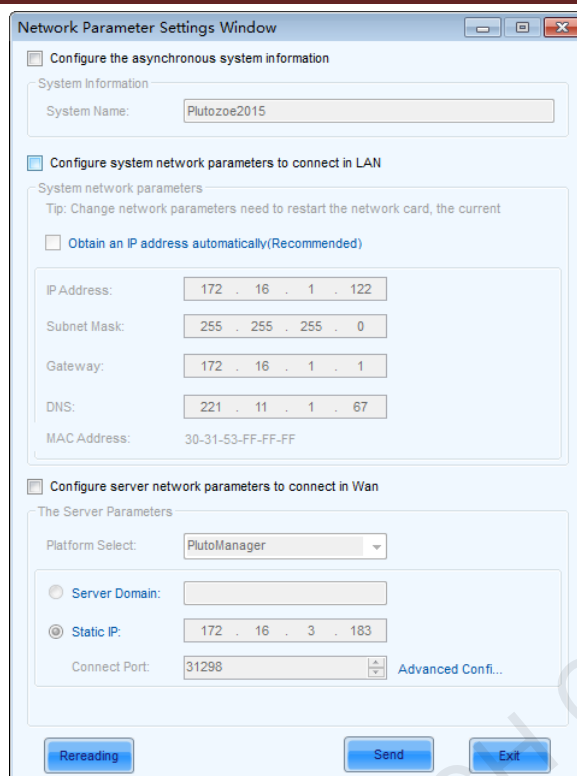 Network Parameter Settings Window
Configure the asynchronous system information
System Information
System Name: Plutozoe2015
Configure system network parameters to connect in LAN
System network parameters
Tip: Change network parameters need to restart the network card, the current
Obtain an IP address automatically(Recommended)
IP Address: 172 . 16 . 1 . 122
Subnet Mask: 255 . 255 . 255 . 0
Gateway: 172 . 16 . 1 . 1
DNS: 221 . 11 . 1 . 67
MAC Address: 30-31-53-FF-FF-FF
Configure server network parameters to connect in Wan
The Server Parameters
Platform Select: PlutoManager
Server Domain:
Static IP: 172 . 16 . 3 . 183
Connect Port: 31298 Advanced Confi...
Rereading Send Exit